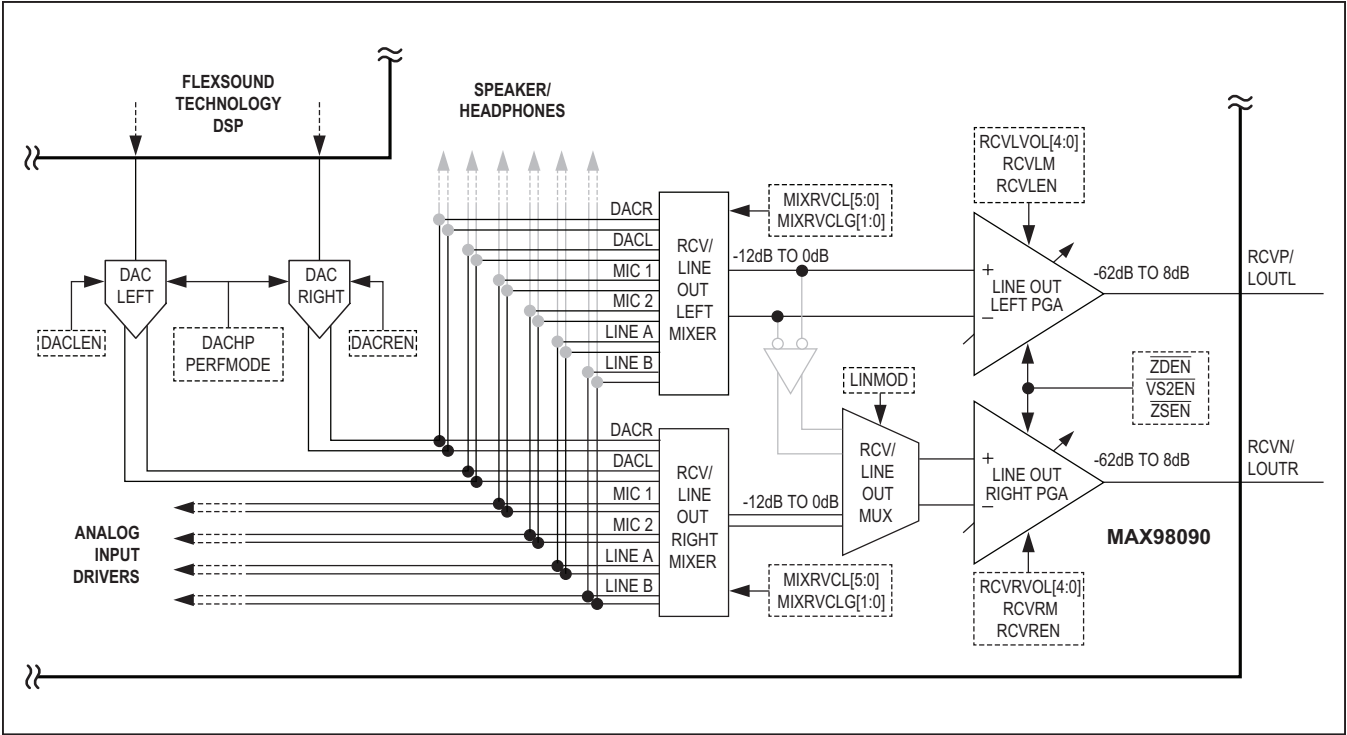 FLEXSOUND
TECHNOLOGY
DSP
SPEAKER/
HEADPHONES
DAC
LEFT
DAC
RIGHT
DACLEN
DACHP
PERFMODE
DACREN
DACR
DACL
MIC 1
MIC 2
LINE A
LINE B
RCV/
LINE
OUT
LEFT
MIXER
MIXRVCL[5:0]
MIXRVCLG[1:0]
-12dB TO 0dB
RCVLVOL[4:0]
RCVLM
RCVLEN
+
−
LINE OUT
LEFT PGA
-62dB TO 8dB
RCVP/
LOUTL
ZDEN
VS2EN
ZSEN
LINMOD
DACR
DACL
MIC 1
MIC 2
LINE A
LINE B
RCV/
LINE
OUT
RIGHT
MIXER
-12dB TO 0dB
MIXRVCL[5:0]
MIXRVCLG[1:0]
RCV/
LINE
OUT
MUX
+
−
LINE OUT
RIGHT PGA
-62dB TO 8dB
RCVN/
LOUTR
MAX98090
RCVRVOL[4:0]
RCVRM
RCVREN
ANALOG
INPUT
DRIVERS